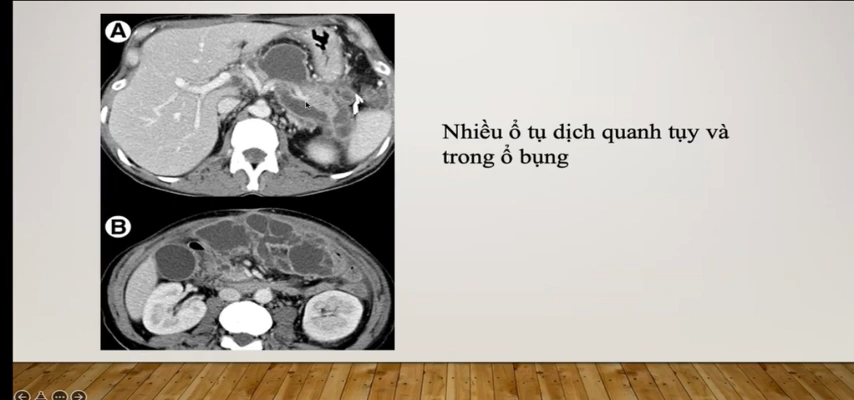 A
Nhiều ổ tụ dịch quanh tụy và
trong ổ bụng
B